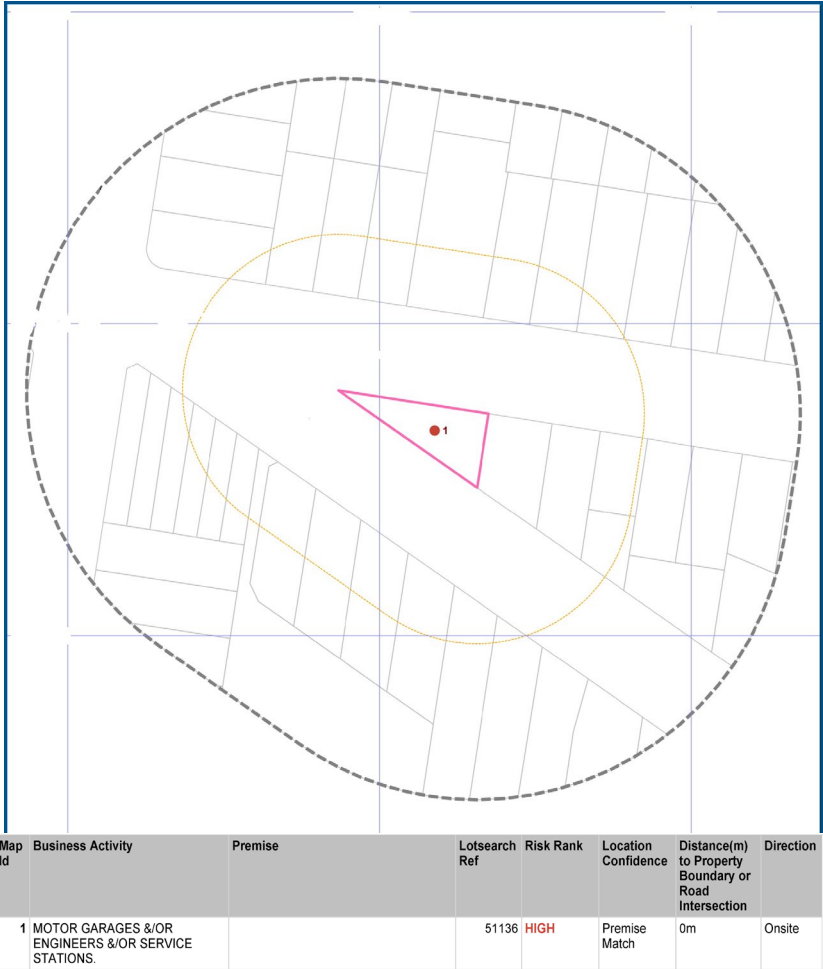 1
Map
Id
Business Activity
Premise
Lotsearch
Ref
Risk Rank
Location
Confidence
Distance(m)
to Property
Boundary or
Road
Intersection
Direction
1
MOTOR GARAGES &/OR
ENGINEERS &/OR SERVICE
STATIONS.
51136
HIGH
Premise
Match
0m
Onsite